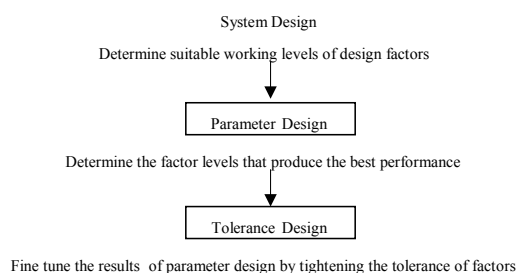 System Design
Determine suitable working levels of design factors
Parameter Design
Determine the factor levels that produce the best performance
Tolerance Design
Fine tune the results of parameter design by tightening the tolerance of factors